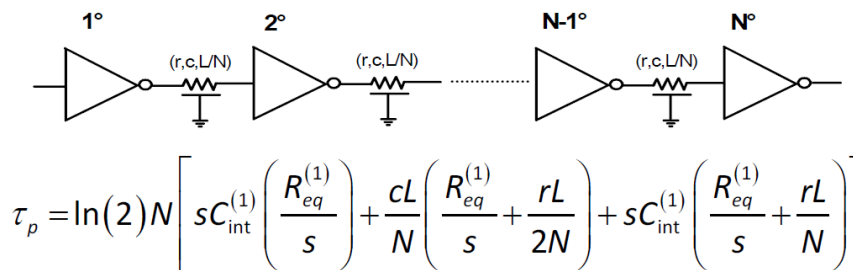 1° 2° N-1° N°
(r,c,L/N) (r,c,L/N) (r,c,L/N)
τ_p = ln(2)N[sC_int^(1)(R_eq^(1)/s) + cL/N(R_eq^(1)/s + rL/2N) + sC_int^(1)(R_eq^(1)/s + rL/N)]